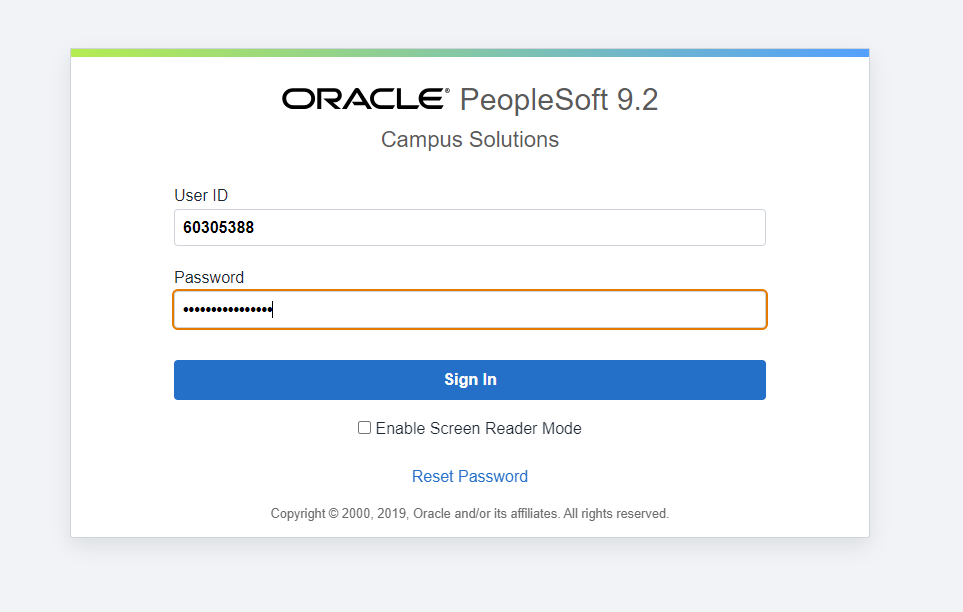 ORACLE® PeopleSoft 9.2
Campus Solutions
User ID
60305388
Password
••••••••••••••••
Sign In
Enable Screen Reader Mode
Reset Password
Copyright © 2000, 2019, Oracle and/or its affiliates. All rights reserved.